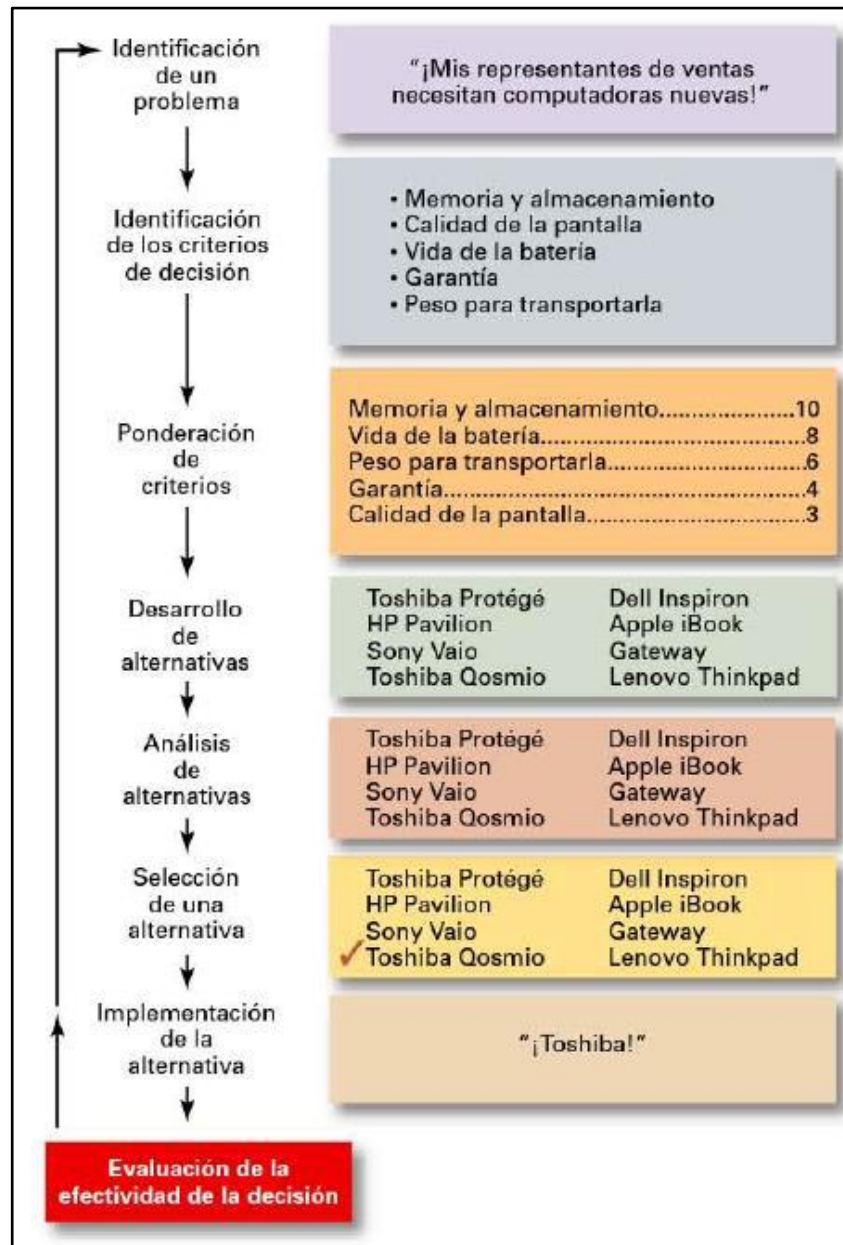 Identificación
de un
problema
"¡Mis representantes de ventas
necesitan computadoras nuevas!"
Identificación
de los criterios
de decisión
• Memoria y almacenamiento
• Calidad de la pantalla
• Vida de la batería
• Garantía
• Peso para transportarla
Ponderación
de
criterios
Memoria y almacenamiento......................10
Vida de la batería.......................................8
Peso para transportarla..............................6
Garantía.....................................................4
Calidad de la pantalla.................................3
Desarrollo
de
alternativas
Toshiba Protégé Dell Inspiron
HP Pavilion Apple iBook
Sony Vaio Gateway
Toshiba Qosmio Lenovo Thinkpad
Análisis
de
alternativas
Toshiba Protégé Dell Inspiron
HP Pavilion Apple iBook
Sony Vaio Gateway
Toshiba Qosmio Lenovo Thinkpad
Selección
de una
alternativa
Toshiba Protégé Dell Inspiron
HP Pavilion Apple iBook
Sony Vaio Gateway
✓Toshiba Qosmio Lenovo Thinkpad
Implementación
de la
alternativa
"¡Toshiba!"
Evaluación de la
efectividad de la decisión